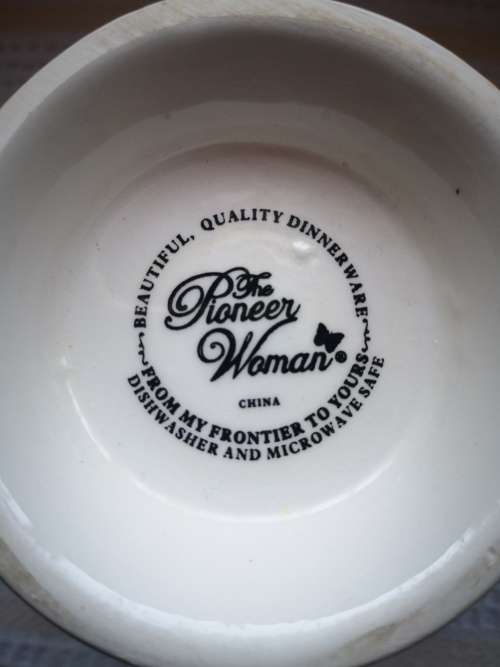 BEAUTIFUL, QUALITY DINNERWARE
The
Pioneer
Woman®
CHINA
FROM MY FRONTIER TO YOURS
DISHWASHER AND MICROWAVE SAFE